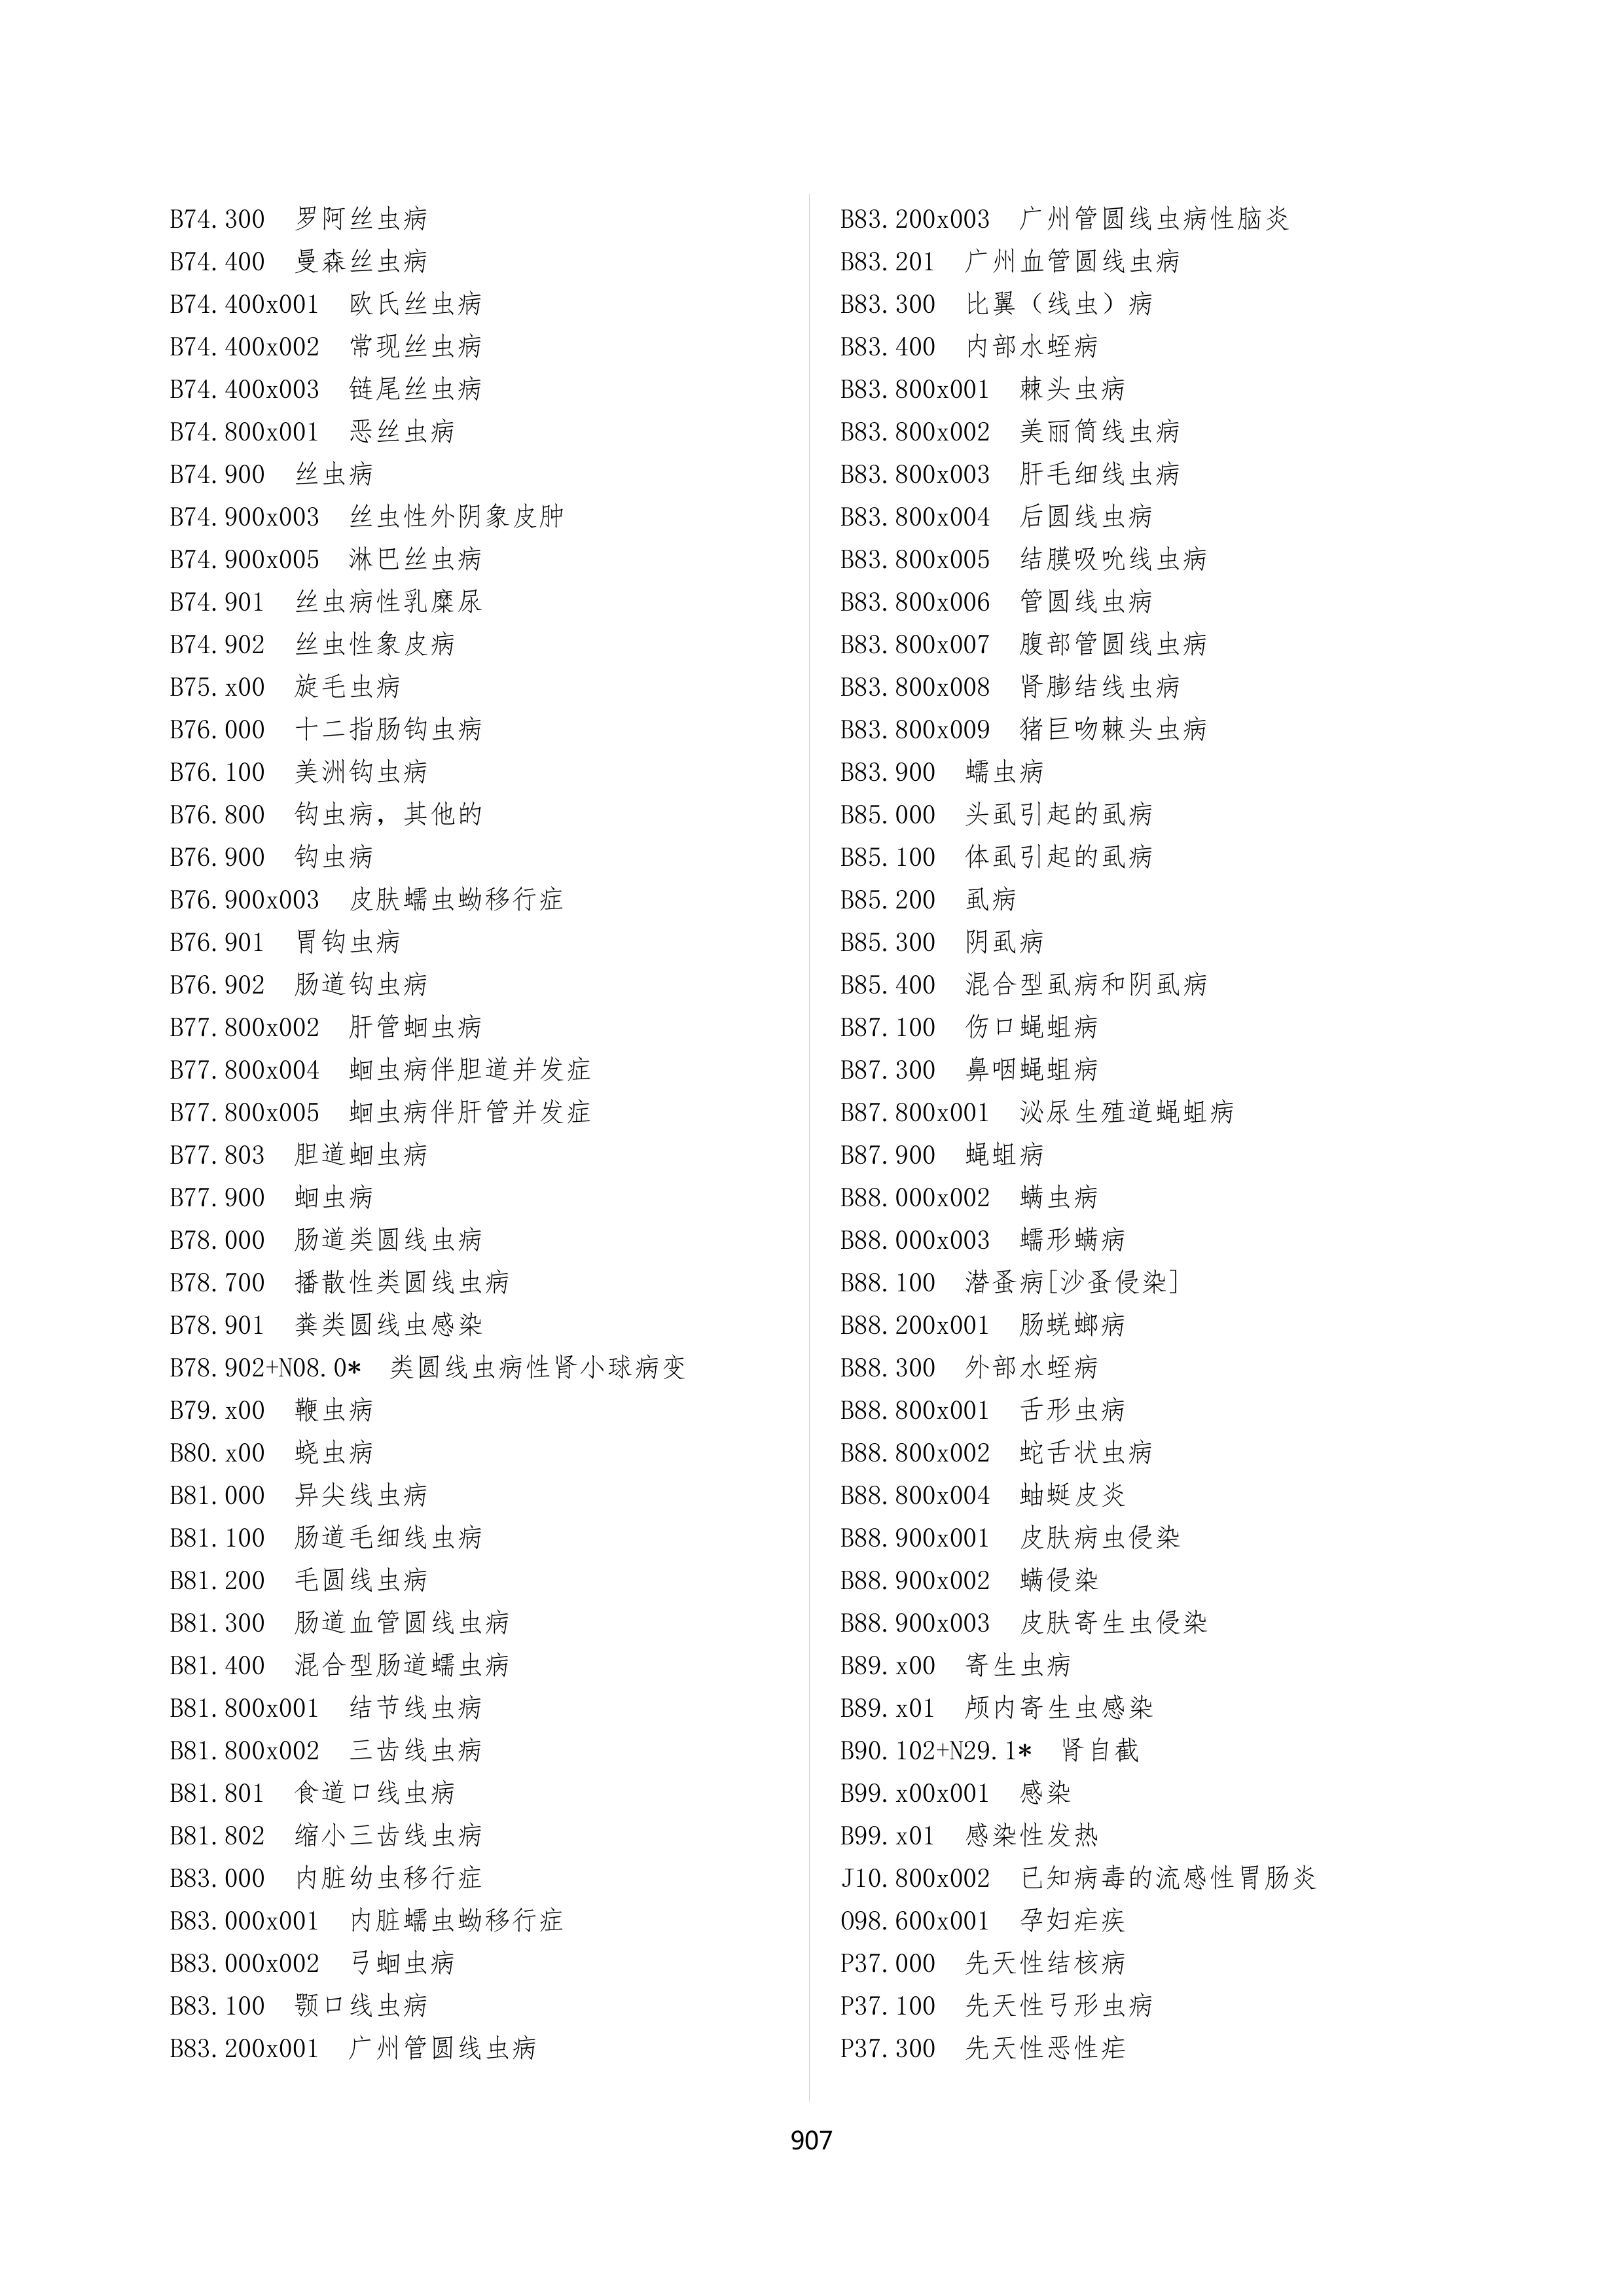 B74.300  罗阿丝虫病
B74.400  曼森丝虫病
B74.400x001  欧氏丝虫病
B74.400x002  常现丝虫病
B74.400x003  链尾丝虫病
B74.800x001  恶丝虫病
B74.900  丝虫病
B74.900x003  丝虫性外阴象皮肿
B74.900x005  淋巴丝虫病
B74.901  丝虫病性乳糜尿
B74.902  丝虫性象皮病
B75.x00  旋毛虫病
B76.000  十二指肠钩虫病
B76.100  美洲钩虫病
B76.800  钩虫病，其他的
B76.900  钩虫病
B76.900x003  皮肤蠕虫蚴移行症
B76.901  胃钩虫病
B76.902  肠道钩虫病
B77.800x002  肝管蛔虫病
B77.800x004  蛔虫病伴胆道并发症
B77.800x005  蛔虫病伴肝管并发症
B77.803  胆道蛔虫病
B77.900  蛔虫病
B78.000  肠道类圆线虫病
B78.700  播散性类圆线虫病
B78.901  粪类圆线虫感染
B78.902+N08.0*  类圆线虫病性肾小球病变
B79.x00  鞭虫病
B80.x00  蛲虫病
B81.000  异尖线虫病
B81.100  肠道毛细线虫病
B81.200  毛圆线虫病
B81.300  肠道血管圆线虫病
B81.400  混合型肠道蠕虫病
B81.800x001  结节线虫病
B81.800x002  三齿线虫病
B81.801  食道口线虫病
B81.802  缩小三齿线虫病
B83.000  内脏幼虫移行症
B83.000x001  内脏蠕虫蚴移行症
B83.000x002  弓蛔虫病
B83.100  颚口线虫病
B83.200x001  广州管圆线虫病
B83.200x003  广州管圆线虫病性脑炎
B83.201  广州血管圆线虫病
B83.300  比翼（线虫）病
B83.400  内部水蛭病
B83.800x001  棘头虫病
B83.800x002  美丽筒线虫病
B83.800x003  肝毛细线虫病
B83.800x004  后圆线虫病
B83.800x005  结膜吸吮线虫病
B83.800x006  管圆线虫病
B83.800x007  腹部管圆线虫病
B83.800x008  肾膨结线虫病
B83.800x009  猪巨吻棘头虫病
B83.900  蠕虫病
B85.000  头虱引起的虱病
B85.100  体虱引起的虱病
B85.200  虱病
B85.300  阴虱病
B85.400  混合型虱病和阴虱病
B87.100  伤口蝇蛆病
B87.300  鼻咽蝇蛆病
B87.800x001  泌尿生殖道蝇蛆病
B87.900  蝇蛆病
B88.000x002  螨虫病
B88.000x003  蠕形螨病
B88.100  潜蚤病[沙蚤侵染]
B88.200x001  肠蜣螂病
B88.300  外部水蛭病
B88.800x001  舌形虫病
B88.800x002  蛇舌状虫病
B88.800x004  蚰蜒皮炎
B88.900x001  皮肤病虫侵染
B88.900x002  螨侵染
B88.900x003  皮肤寄生虫侵染
B89.x00  寄生虫病
B89.x01  颅内寄生虫感染
B90.102+N29.1*  肾自截
B99.x00x001  感染
B99.x01  感染性发热
J10.800x002  已知病毒的流感性胃肠炎
O98.600x001  孕妇疟疾
P37.000  先天性结核病
P37.100  先天性弓形虫病
P37.300  先天性恶性疟
907